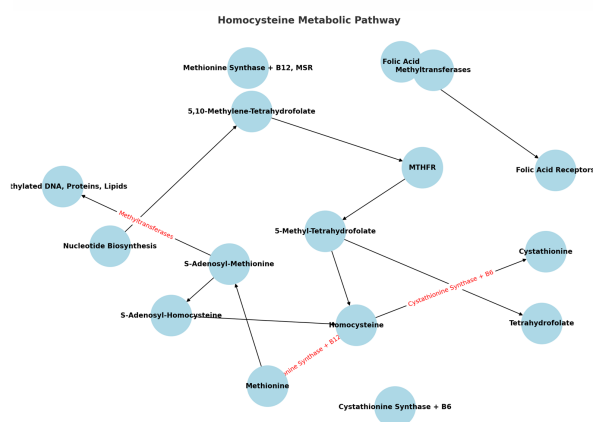 Homocysteine Metabolic Pathway
Methionine Synthase + B12, MSR
Folic Acid
Methyltransferases
5,10-Methylene-Tetrahydrofolate
MTHFR
Folic Acid Receptors
hylated DNA, Proteins, Lipids
Methyltransferases
5-Methyl-Tetrahydrofolate
Nucleotide Biosynthesis
Cystathionine
S-Adenosyl-Methionine
Cystathionine Synthase + B6
S-Adenosyl-Homocysteine
Homocysteine
Tetrahydrofolate
ne Synthase + B12
Methionine
Cystathionine Synthase + B6